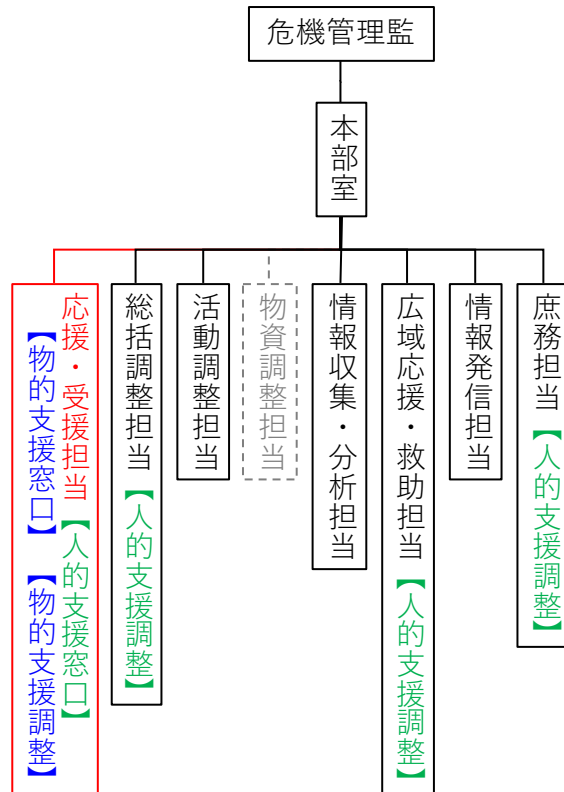 危機管理監
本部室
応援・受援担当【人的支援窓口】
【物的支援窓口】【物的支援調整】
総括調整担当【人的支援調整】
活動調整担当
物資調整担当
情報収集・分析担当
広域応援・救助担当【人的支援調整】
情報発信担当
庶務担当【人的支援調整】